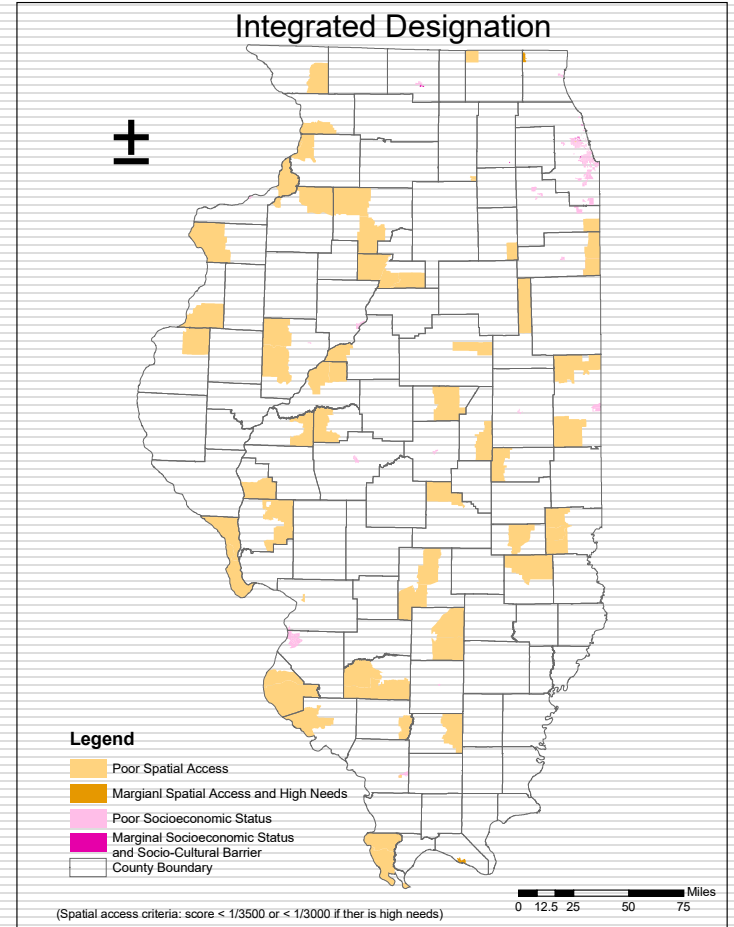 Integrated Designation
±
Legend
Poor Spatial Access
Margianl Spatial Access and High Needs
Poor Socioeconomic Status
Marginal Socioeconomic Status
and Socio-Cultural Barrier
County Boundary
Miles
0 12.5 25 50 75
(Spatial access criteria: score < 1/3500 or < 1/3000 if ther is high needs)